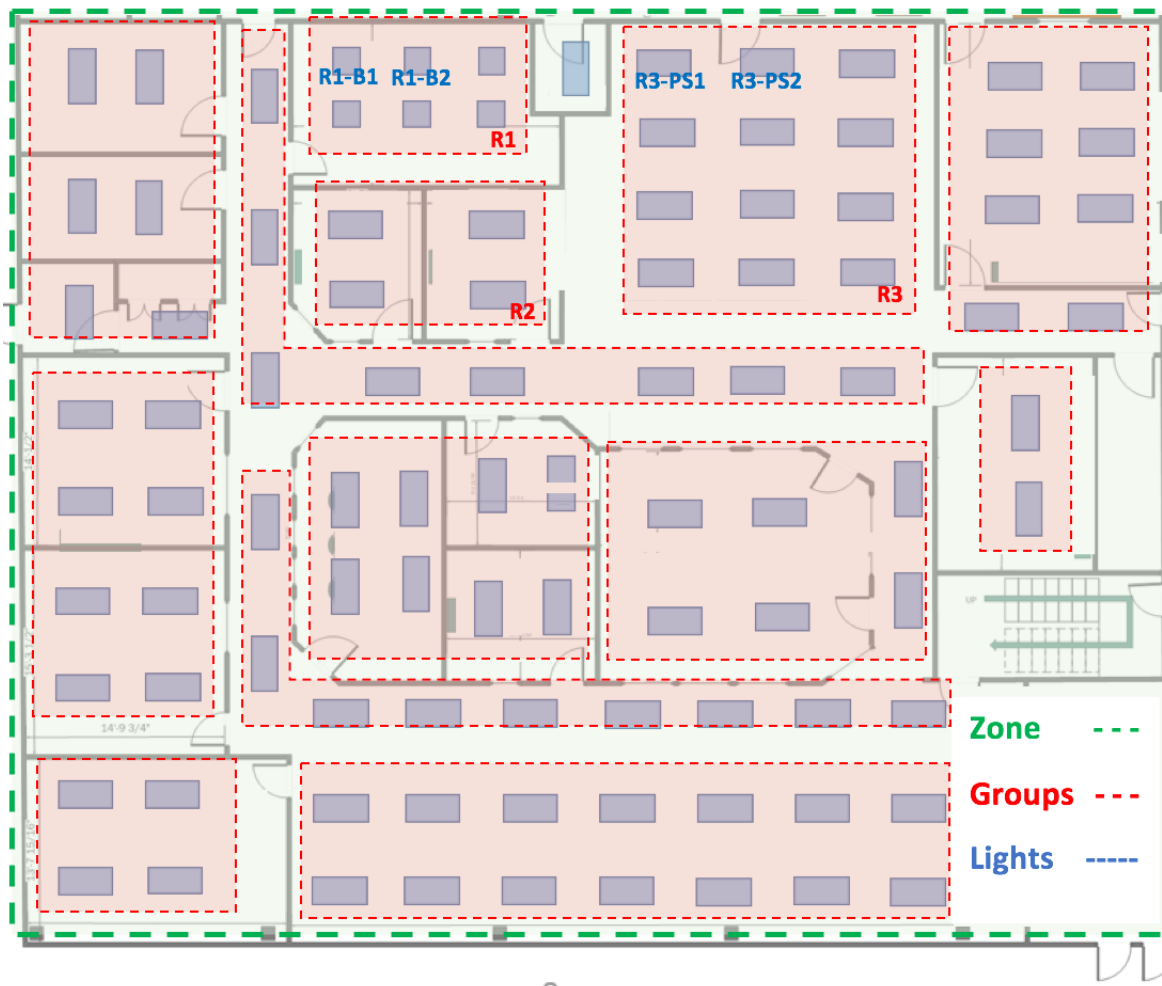 R1-B1 R1-B2
R3-PS1 R3-PS2
R1
R2
R3
UP
14'-9 3/4"
Zone
Groups
Lights